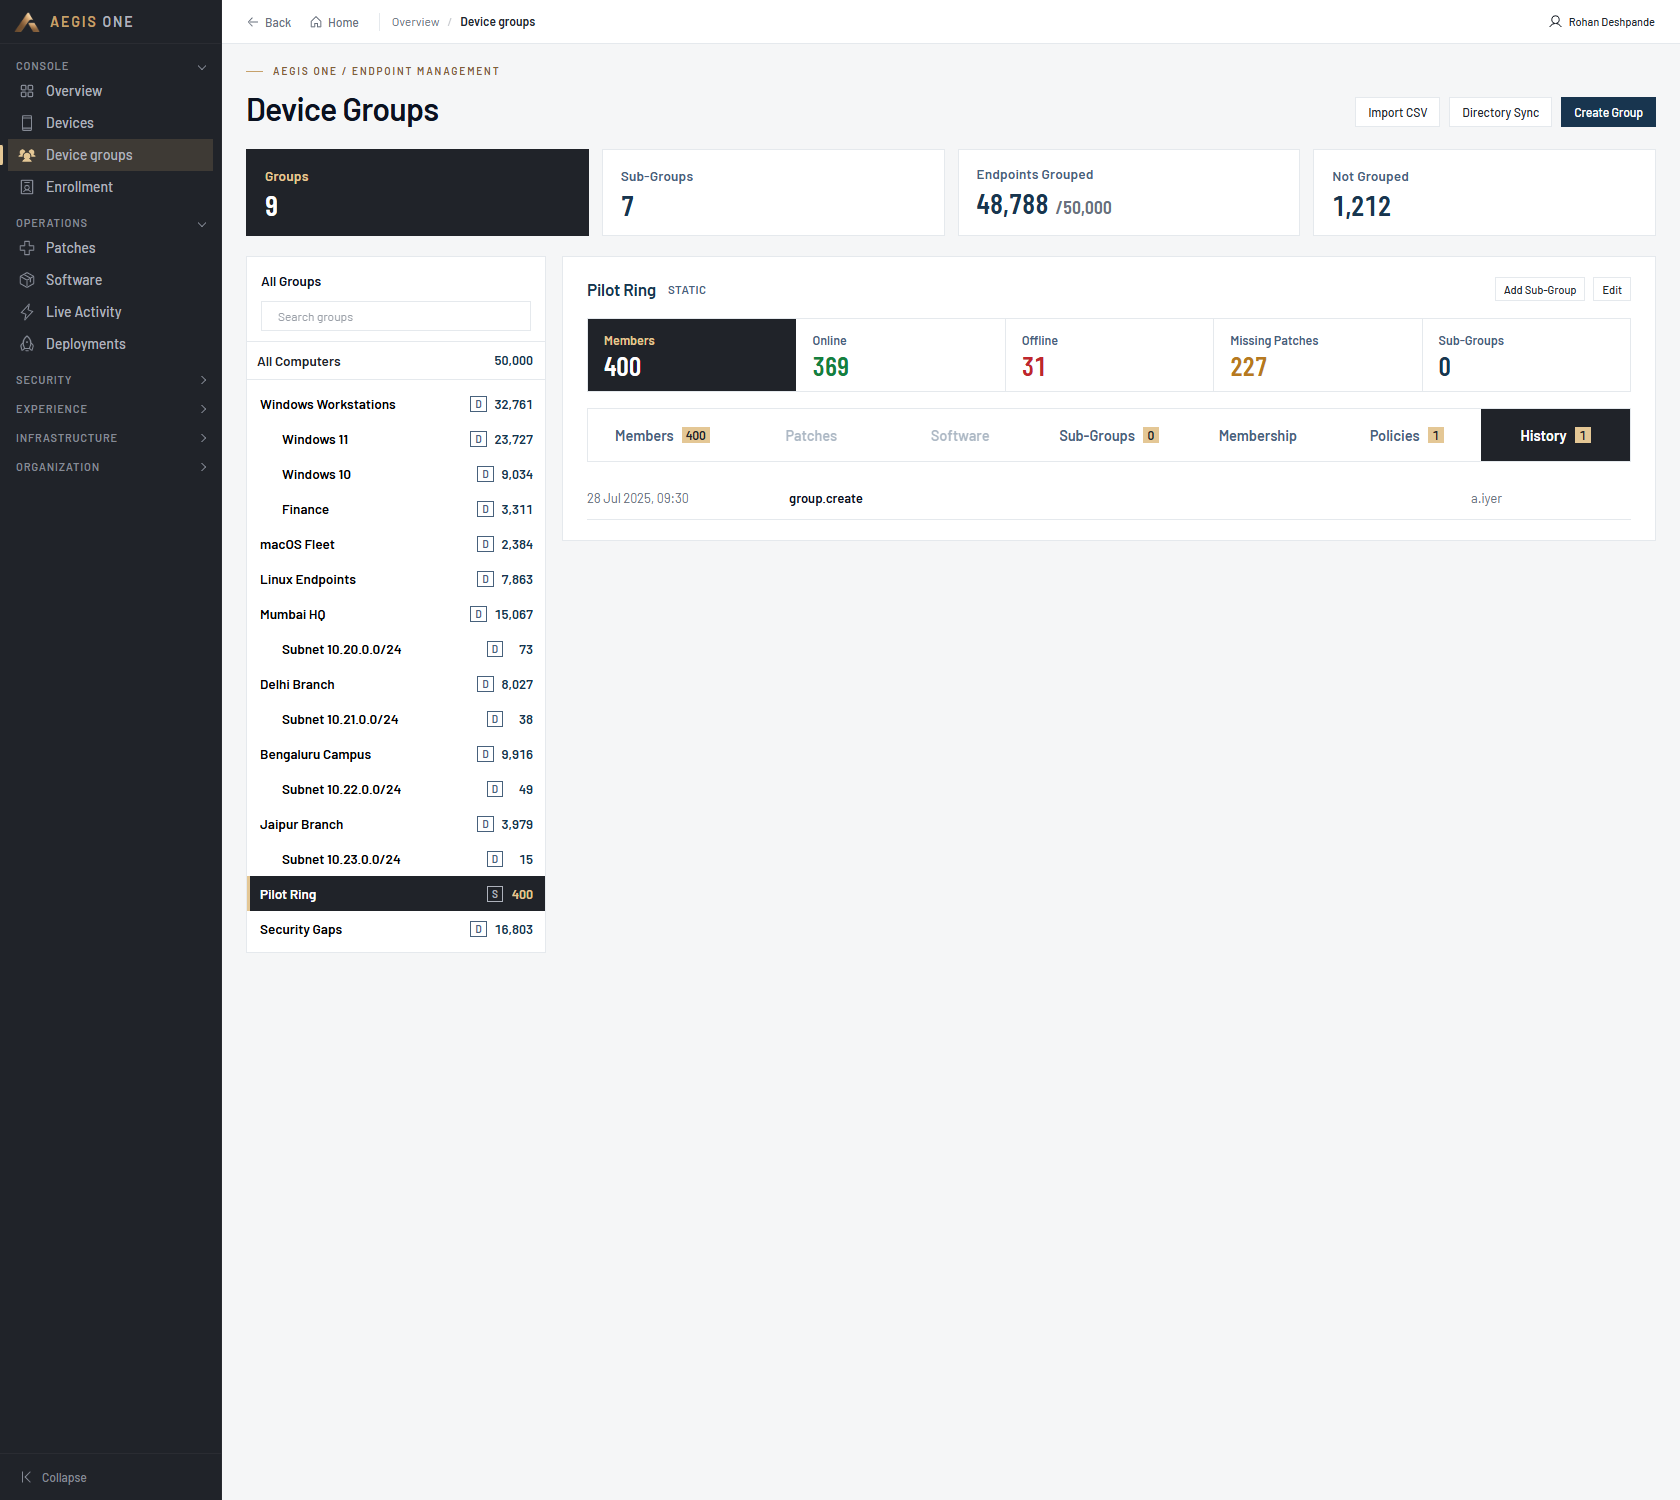 AEGIS ONE
CONSOLE
Overview
Devices
Device groups
Enrollment
OPERATIONS
Patches
Software
Live Activity
Deployments
SECURITY
EXPERIENCE
INFRASTRUCTURE
ORGANIZATION
Collapse
Back Home Overview / Device groups
Rohan Deshpande
AEGIS ONE / ENDPOINT MANAGEMENT
Device Groups
Import CSV Directory Sync Create Group
Groups
9
Sub-Groups
7
Endpoints Grouped
48,788 /50,000
Not Grouped
1,212
All Groups
Search groups
All Computers 50,000
Windows Workstations D 32,761
Windows 11 D 23,727
Windows 10 D 9,034
Finance D 3,311
macOS Fleet D 2,384
Linux Endpoints D 7,863
Mumbai HQ D 15,067
Subnet 10.20.0.0/24 D 73
Delhi Branch D 8,027
Subnet 10.21.0.0/24 D 38
Bengaluru Campus D 9,916
Subnet 10.22.0.0/24 D 49
Jaipur Branch D 3,979
Subnet 10.23.0.0/24 D 15
Pilot Ring S 400
Security Gaps D 16,803
Pilot Ring STATIC
Add Sub-Group Edit
Members
400
Online
369
Offline
31
Missing Patches
227
Sub-Groups
0
Members 400 Patches Software Sub-Groups 0 Membership Policies 1 History 1
28 Jul 2025, 09:30 group.create a.iyer